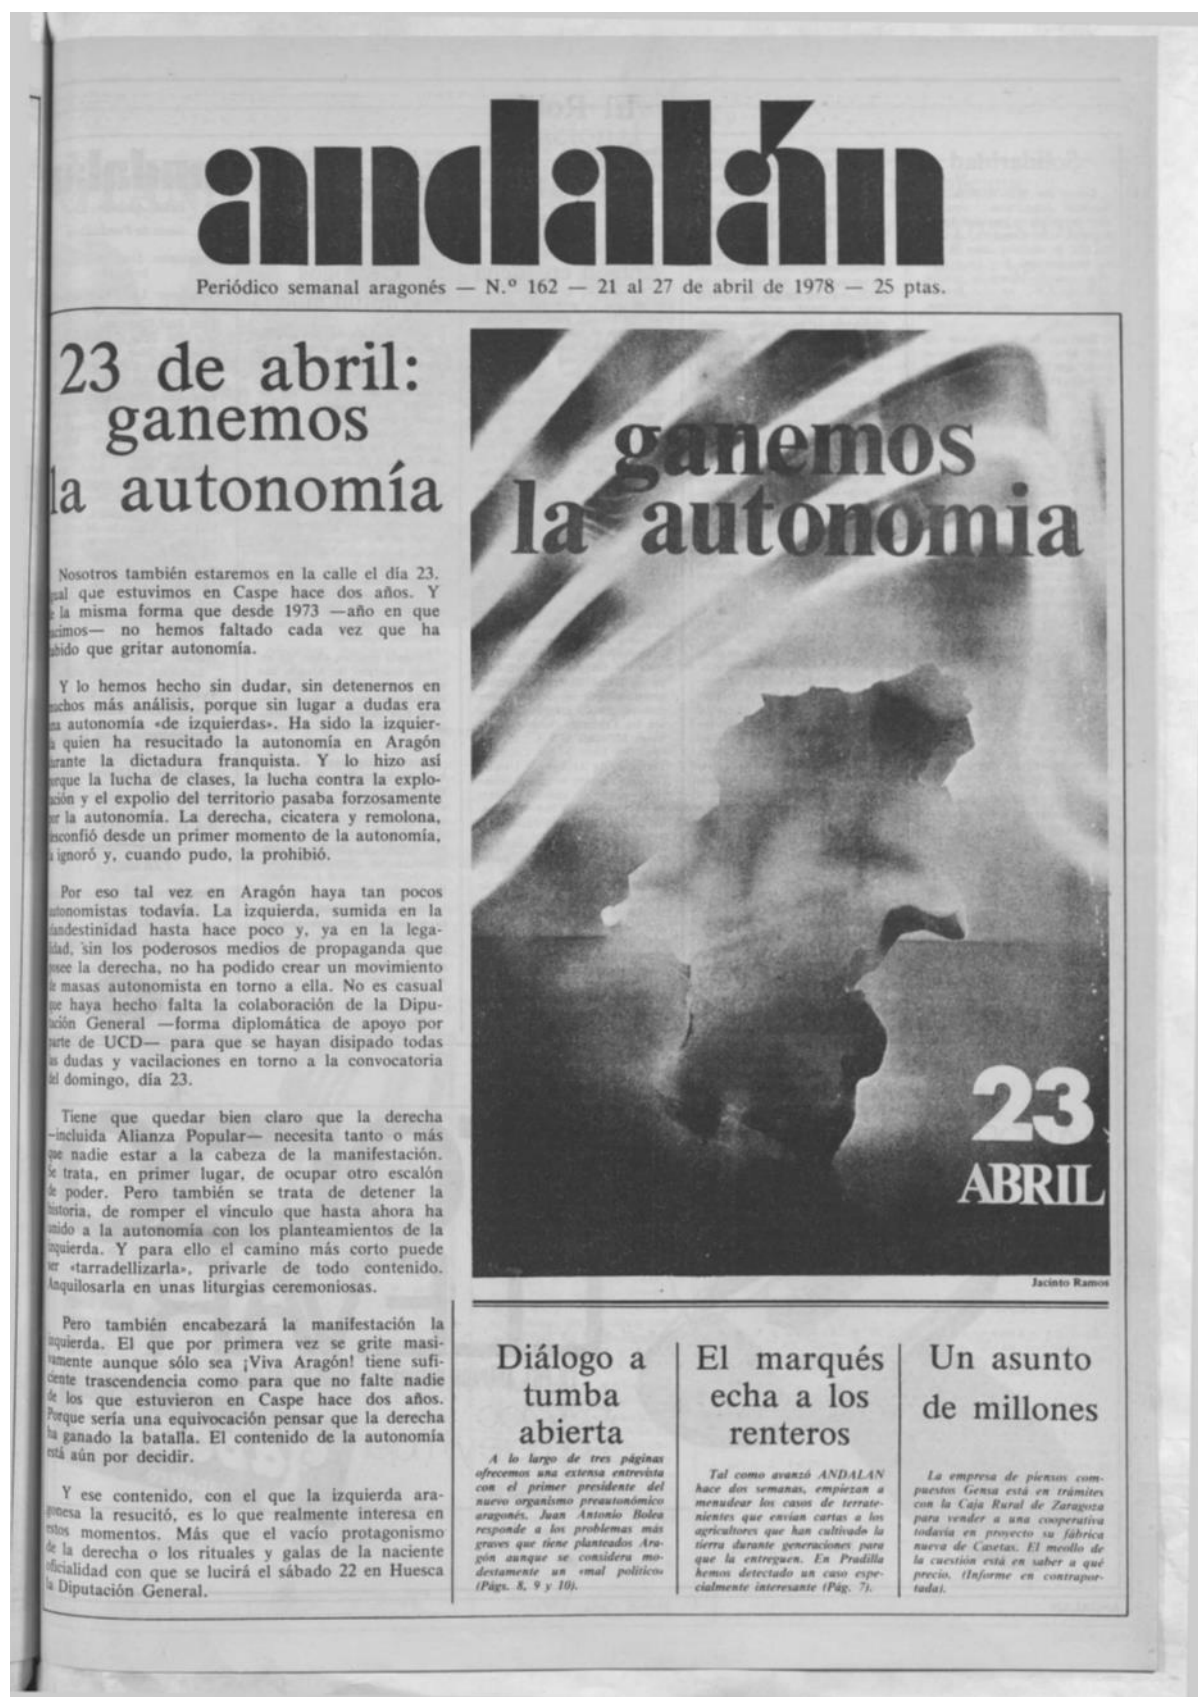 andalán
Periódico semanal aragonés — N.º 162 — 21 al 27 de abril de 1978 — 25 ptas.
23 de abril:
ganemos
la autonomía
Nosotros también estaremos en la calle el día 23,
que estuvimos en Caspe hace dos años. Y
la misma forma que desde 1973 —año en que
no hemos faltado cada vez que ha
que gritar autonomía.
Y lo hemos hecho sin dudar, sin detenernos en
más análisis, porque sin lugar a dudas era
autonomía «de izquierdas». Ha sido la izquier-
quien ha resucitado la autonomía en Aragón
la dictadura franquista. Y lo hizo así
la lucha de clases, la lucha contra la explo-
y el expolio del territorio pasaba forzosamente
la autonomía. La derecha, cicatera y remolona,
desde un primer momento de la autonomía,
ignoró y, cuando pudo, la prohibió.
Por eso tal vez en Aragón haya tan pocos
todavía. La izquierda, sumida en la
hasta hace poco y, ya en la lega-
sin los poderosos medios de propaganda que
la derecha, no ha podido crear un movimiento
masas autonomista en torno a ella. No es casual
haya hecho falta la colaboración de la Dipu-
General —forma diplomática de apoyo por
de UCD— para que se hayan disipado todas
dudas y vacilaciones en torno a la convocatoria
domingo, día 23.
Tiene que quedar bien claro que la derecha
—incluida Alianza Popular— necesita tanto o más
nadie estar a la cabeza de la manifestación.
trata, en primer lugar, de ocupar otro escalón
de poder. Pero también se trata de detener la
historia, de romper el vínculo que hasta ahora ha
unido a la autonomía con los planteamientos de la
izquierda. Y para ello el camino más corto puede
ser «tarradellizarla», privarle de todo contenido.
Anquilosarla en unas liturgias ceremoniosas.
Pero también encabezará la manifestación la
izquierda. El que por primera vez se grite masi-
vamente aunque sólo sea ¡Viva Aragón! tiene sufi-
ciente trascendencia como para que no falte nadie
de los que estuvieron en Caspe hace dos años.
Porque sería una equivocación pensar que la derecha
ha ganado la batalla. El contenido de la autonomía
está aún por decidir.
Y ese contenido, con el que la izquierda ara-
gonesa la resucitó, es lo que realmente interesa en
estos momentos. Más que el vacío protagonismo
de la derecha o los rituales y galas de la naciente
oficialidad con que se lucirá el sábado 22 en Huesca
la Diputación General.
ganemos
la autonomia
23
ABRIL
Jacinto Ramos
Diálogo a
tumba
abierta
A lo largo de tres páginas
ofrecemos una extensa entrevista
con el primer presidente del
nuevo organismo preautonómico
aragonés. Juan Antonio Bolea
responde a los problemas más
graves que tiene planteados Ara-
gón aunque se considera mo-
destamente un «mal político»
(Págs. 8, 9 y 10).
El marqués
echa a los
renteros
Tal como avanzó ANDALAN
hace dos semanas, empiezan a
menudear los casos de terrate-
nientes que envían cartas a los
agricultores que han cultivado la
tierra durante generaciones para
que la entreguen. En Pradilla
hemos detectado un caso espe-
cialmente interesante (Pág. 7).
Un asunto
de millones
La empresa de piensos com-
puestos Gensa está en trámites
con la Caja Rural de Zaragoza
para vender a una cooperativa
todavía en proyecto su fábrica
nueva de Casetas. El meollo de
la cuestión está en saber a qué
precio. (Informe en contrapor-
tada).